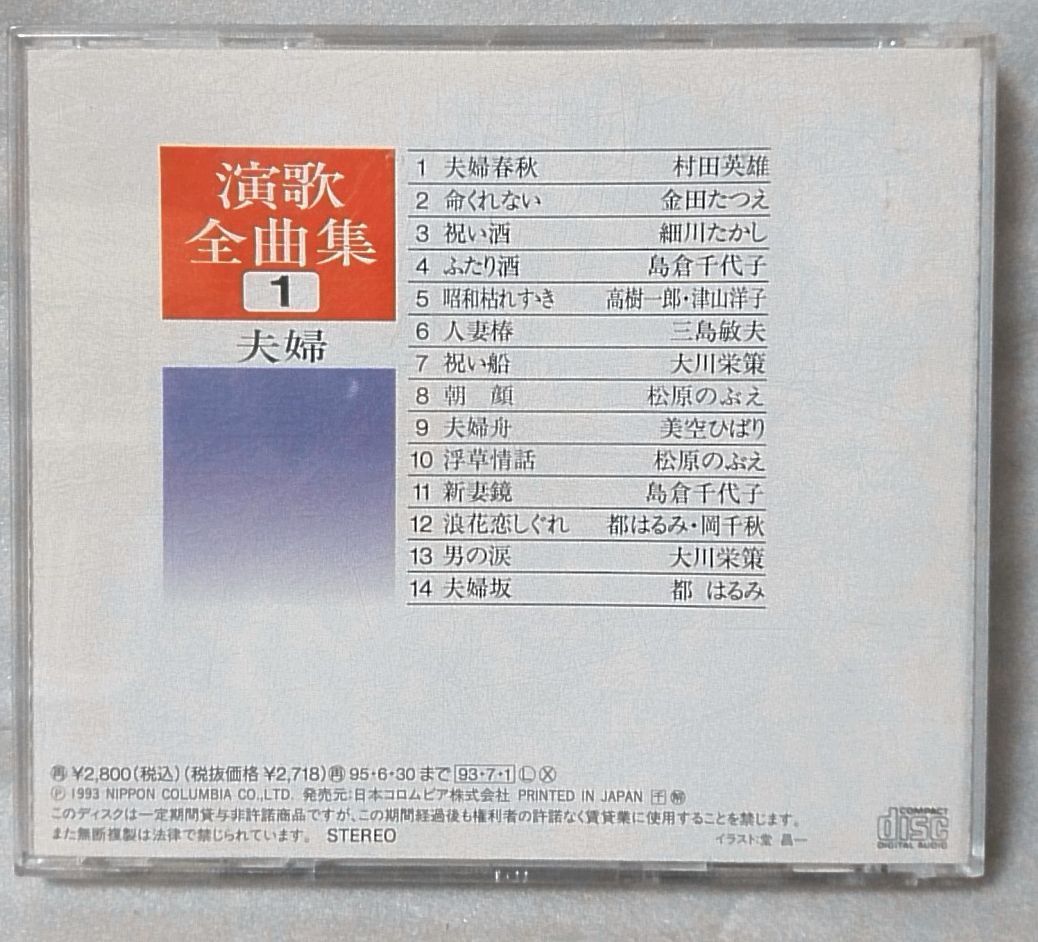 演歌
全曲集
1
夫婦
1 夫婦春秋 村田英雄
2 命くれない 金田たつえ
3 祝い酒 細川たかし
4 ふたり酒 島倉千代子
5 昭和枯れすゝき 高樹一郎・津山洋子
6 人妻椿 三島敏夫
7 祝い船 大川栄策
8 朝 顔 松原のぶえ
9 夫婦舟 美空ひばり
10 浮草情話 松原のぶえ
11 新妻鏡 島倉千代子
12 浪花恋しぐれ 都はるみ・岡千秋
13 男の涙 大川栄策
14 夫婦坂 都 はるみ
再 ¥2,800(税込)(税抜価格 ¥2,718)再 95・6・30 まで 93・7・1 Ⓛ Ⓧ
Ⓟ 1993 NIPPON COLUMBIA CO., LTD. 発売元:日本コロムビア株式会社 PRINTED IN JAPAN
このディスクは一定期間貸与非許諾商品ですが、この期間経過後も権利者の許諾なく賃貸業に使用することを禁じます。
また無断複製は法律で禁じられています。 STEREO
イラスト:堂 昌一
COMPACT
disc
DIGITAL AUDIO